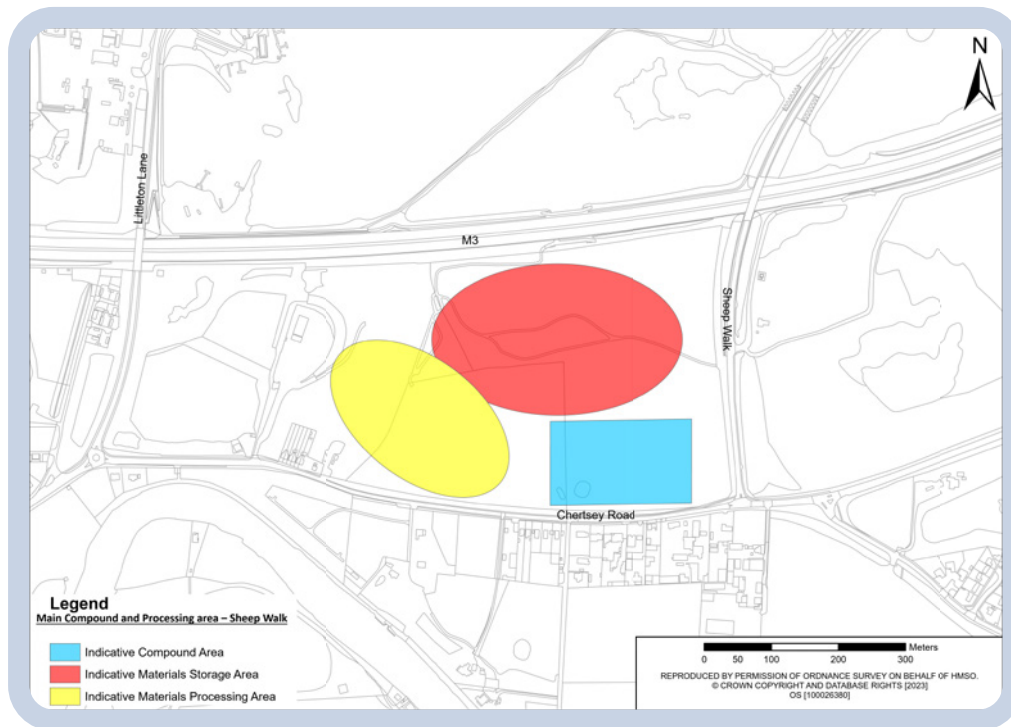 N
Littleton Lane
M3
Sheep Walk
Chertsey Road
Legend
Main Compound and Processing area – Sheep Walk
Indicative Compound Area
Indicative Materials Storage Area
Indicative Materials Processing Area
Meters
0 50 100 200 300
REPRODUCED BY PERMISSION OF ORDNANCE SURVEY ON BEHALF OF HMSO.
© CROWN COPYRIGHT AND DATABASE RIGHTS [2023]
OS [100026380]